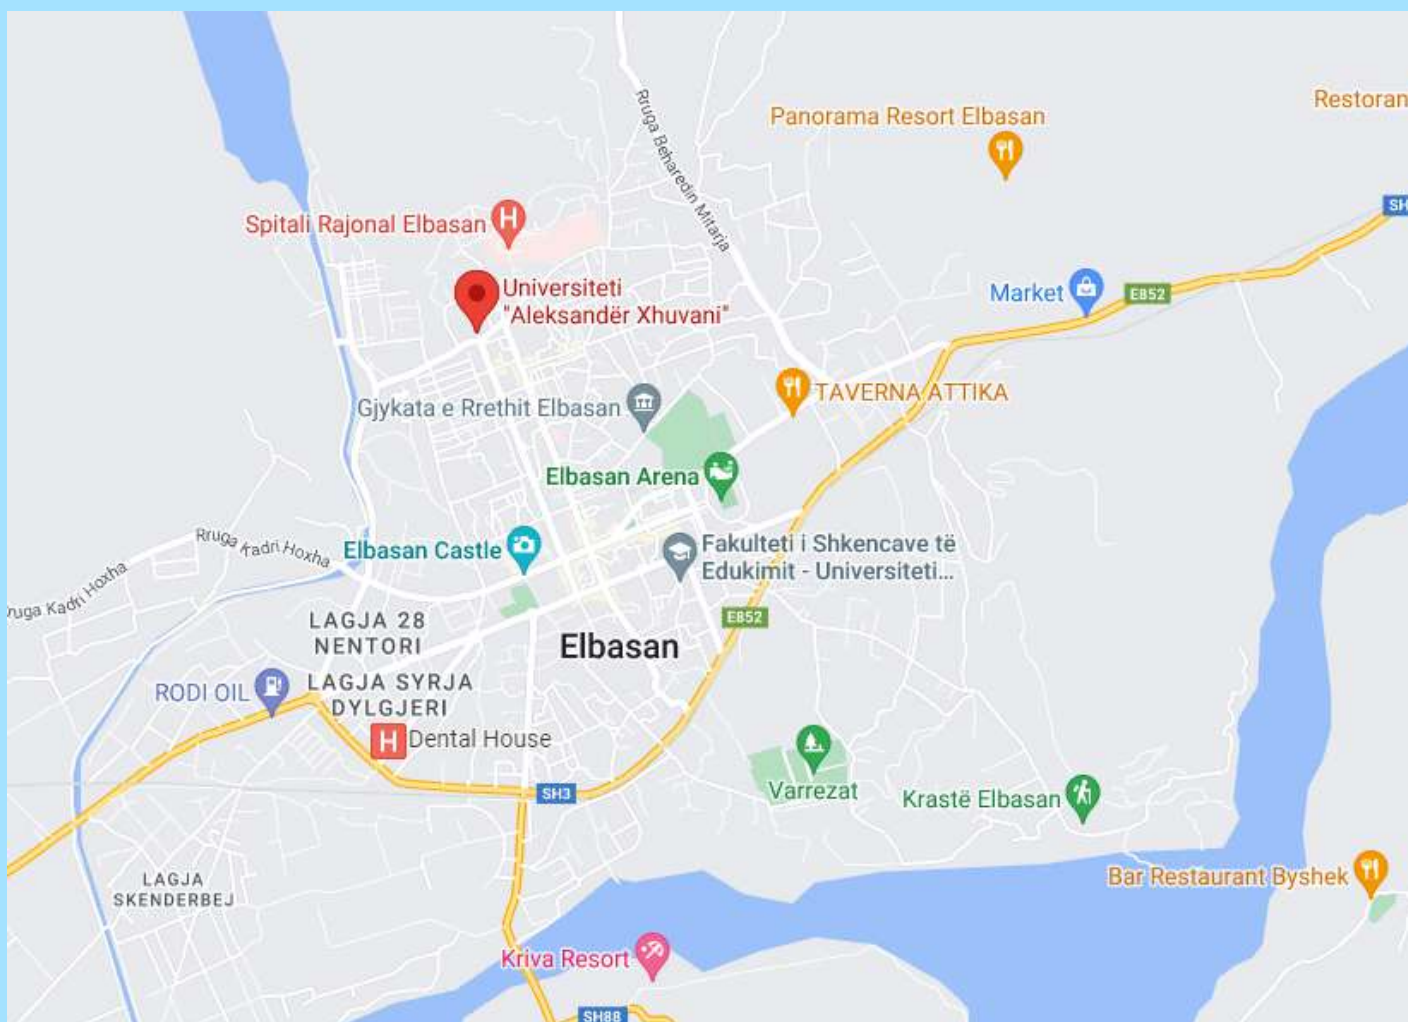 Restoran
Panorama Resort Elbasan
Rruga Beharedin Mitarja
SH
Spitali Rajonal Elbasan
H
Universiteti
"Aleksandër Xhuvani"
Market
E852
TAVERNA ATTIKA
Gjykata e Rrethit Elbasan
Elbasan Arena
Rruga Kadri Hoxha
Elbasan Castle
Fakulteti i Shkencave të
Edukimit - Universiteti...
ruga Kadri Hoxha
LAGJA 28
NENTORI
E852
Elbasan
RODI OIL
LAGJA SYRJA
DYLGJERI
H
Dental House
Varrezat
SH3
Krastë Elbasan
LAGJA
SKENDERBEJ
Bar Restaurant Byshek
Kriva Resort
SH88